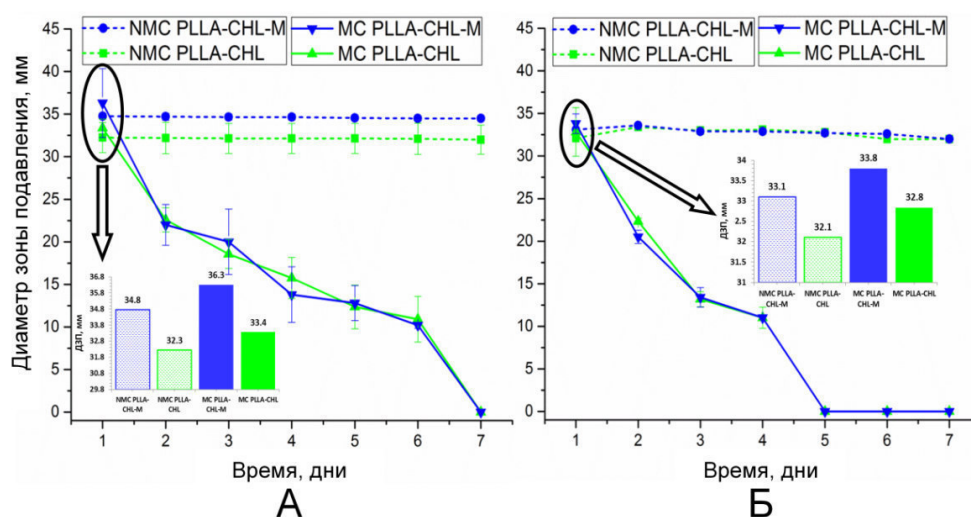 NMC PLLA-CHL-M
NMC PLLA-CHL
MC PLLA-CHL-M
MC PLLA-CHL
Диаметр зоны подавления, мм
45
40
35
30
25
20
15
10
5
0
ДЗП, мм
36.8
35.8
34.8
33.8
32.8
31.8
30.8
29.8
34.8
32.3
36.3
33.4
NMC PLLA-
CHL-M
NMC PLLA-
CHL
MC PLLA-
CHL-M
MC PLLA-CHL
1 2 3 4 5 6 7
Время, дни
А
NMC PLLA-CHL-M
NMC PLLA-CHL
MC PLLA-CHL-M
MC PLLA-CHL
45
40
35
30
25
20
15
10
5
0
ДЗП, мм
34
33.5
33
32.5
32
31.5
31
33.1
32.1
33.8
32.8
NMC PLLA-
CHL-M
NMC PLLA-
CHL
MC PLLA-
CHL-M
MC PLLA-CHL
1 2 3 4 5 6 7
Время, дни
Б